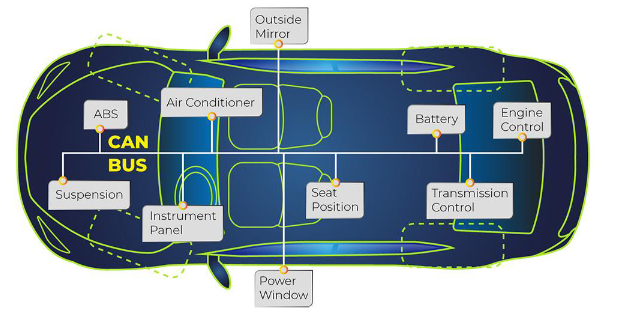 Outside
Mirror
ABS
Air Conditioner
Battery
Engine
Control
CAN
BUS
Suspension
Instrument
Panel
Seat
Position
Transmission
Control
Power
Window